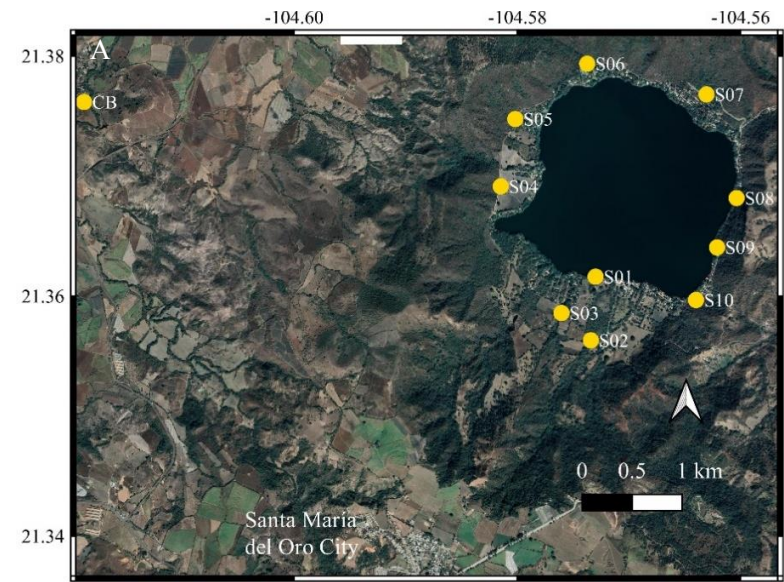 -104.60 -104.58 -104.56
21.38
A
S06
CB
S07
S05
S04
S08
S09
S01
21.36
S10
S03
S02
0 0.5 1 km
Santa María
del Oro City
21.34